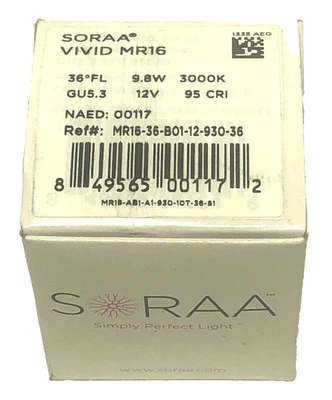 SORAA®
1335 AEG
VIVID MR16
36°FL 9.8W 3000K
GU5.3 12V 95 CRI
NAED: 00117
Ref#: MR16-36-B01-12-930-36
8 49565 00117 2
MR16-AB1-A1-930-1DT-36-S1
SORAA™
Simply Perfect Light™
www.soraa.com